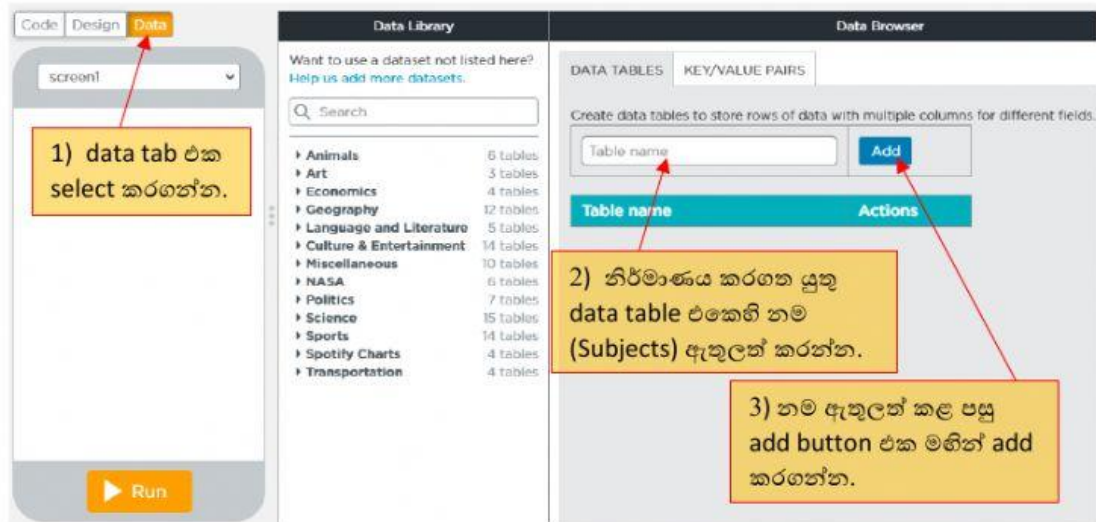 Code Design Data
screen1
1) data tab එක
select කරගන්න.
Run
Data Library
Want to use a dataset not listed here?
Help us add more datasets.
Search
Animals 6 tables
Art 3 tables
Economics 4 tables
Geography 12 tables
Language and Literature 5 tables
Culture & Entertainment 14 tables
Miscellaneous 10 tables
NASA 6 tables
Politics 7 tables
Science 15 tables
Sports 14 tables
Spotify Charts 4 tables
Transportation 4 tables
Data Browser
DATA TABLES KEY/VALUE PAIRS
Create data tables to store rows of data with multiple columns for different fields.
Table name Add
Table name Actions
2) නිර්මාණය කරගත යුතු
data table එකෙහි නම
(Subjects) ඇතුලත් කරන්න.
3) නම ඇතුලත් කළ පසු
add button එක මඟින් add
කරගන්න.